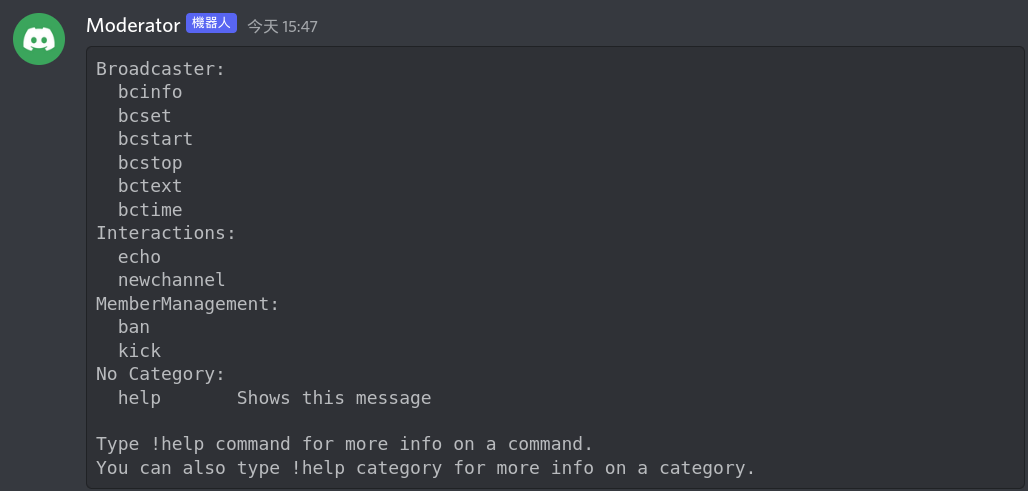 Moderator 機器人 今天 15:47
Broadcaster:
  bcinfo
  bcset
  bcstart
  bcstop
  bctext
  bctime
Interactions:
  echo
  newchannel
MemberManagement:
  ban
  kick
No Category:
  help       Shows this message

Type !help command for more info on a command.
You can also type !help category for more info on a category.